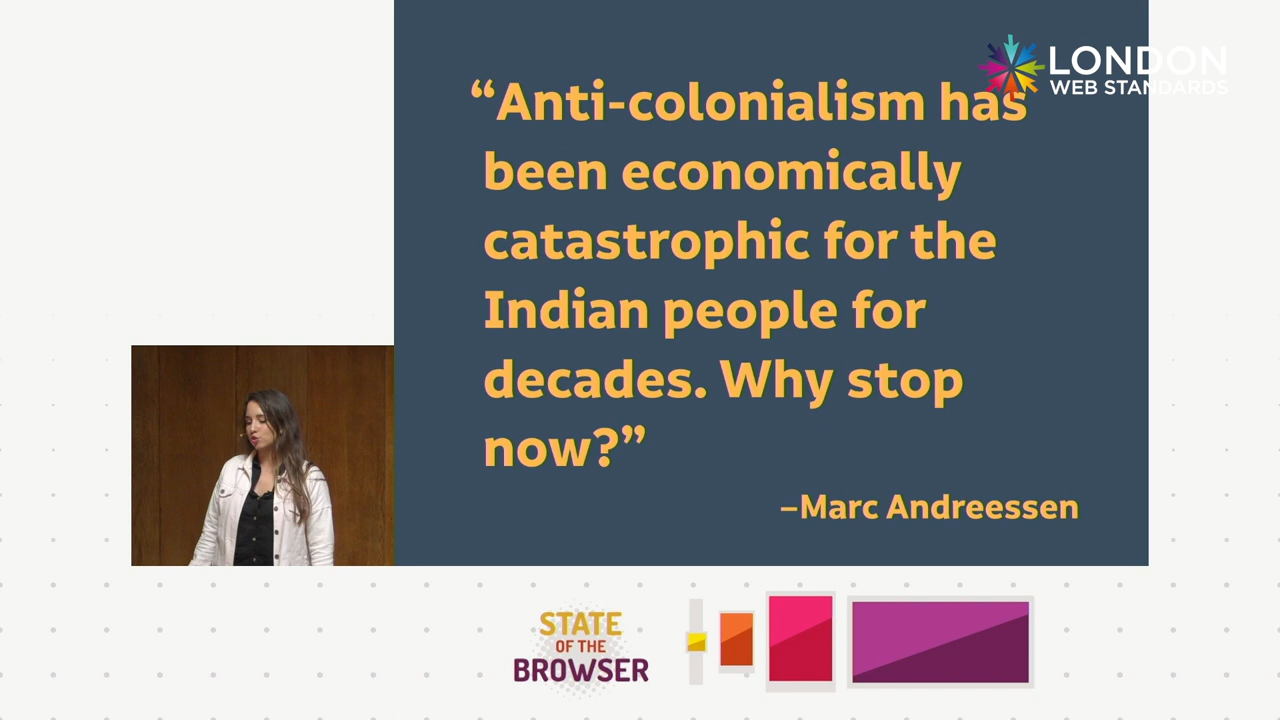 LONDON
WEB STANDARDS
“Anti-colonialism has
been economically
catastrophic for the
Indian people for
decades. Why stop
now?”
–Marc Andreessen
STATE
OF THE
BROWSER